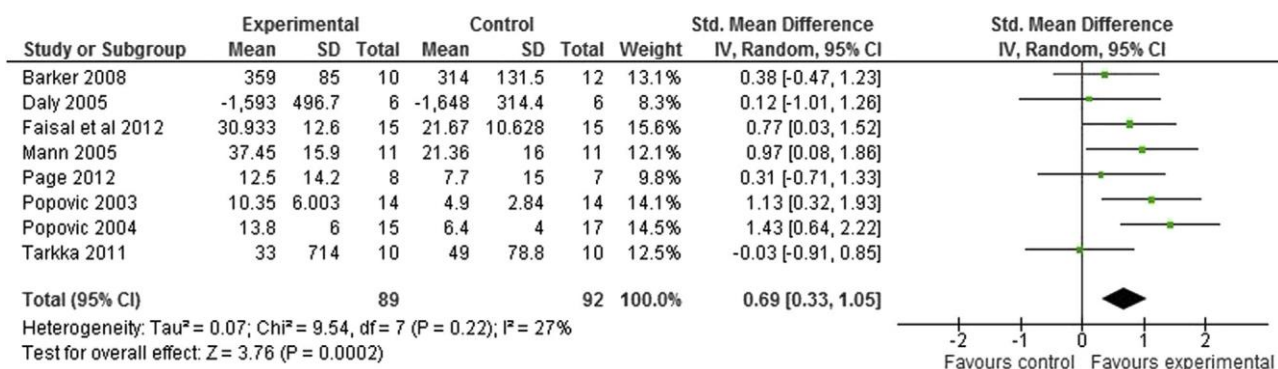 Experimental Control Std. Mean Difference Std. Mean Difference
Study or Subgroup Mean SD Total Mean SD Total Weight IV, Random, 95% CI IV, Random, 95% CI
Barker 2008 359 85 10 314 131.5 12 13.1% 0.38 [-0.47, 1.23]
Daly 2005 -1,593 496.7 6 -1,648 314.4 6 8.3% 0.12 [-1.01, 1.26]
Faisal et al 2012 30.933 12.6 15 21.67 10.628 15 15.6% 0.77 [0.03, 1.52]
Mann 2005 37.45 15.9 11 21.36 16 11 12.1% 0.97 [0.08, 1.86]
Page 2012 12.5 14.2 8 7.7 15 7 9.8% 0.31 [-0.71, 1.33]
Popovic 2003 10.35 6.003 14 4.9 2.84 14 14.1% 1.13 [0.32, 1.93]
Popovic 2004 13.8 6 15 6.4 4 17 14.5% 1.43 [0.64, 2.22]
Tarkka 2011 33 714 10 49 78.8 10 12.5% -0.03 [-0.91, 0.85]
Total (95% CI) 89 92 100.0% 0.69 [0.33, 1.05]
Heterogeneity: Tau² = 0.07; Chi² = 9.54, df = 7 (P = 0.22); I² = 27%
Test for overall effect: Z = 3.76 (P = 0.0002)
-2 -1 0 1 2
Favours control Favours experimental